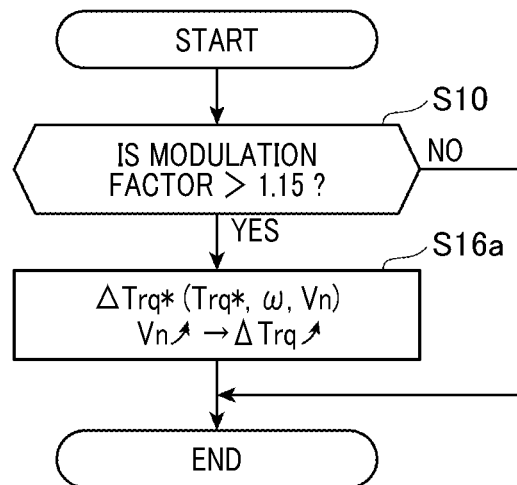 START
S10
IS MODULATION
FACTOR > 1.15 ?
NO
YES
S16a
ΔTrq* (Trq*, ω, Vn)
Vn↗ →ΔTrq↗
END